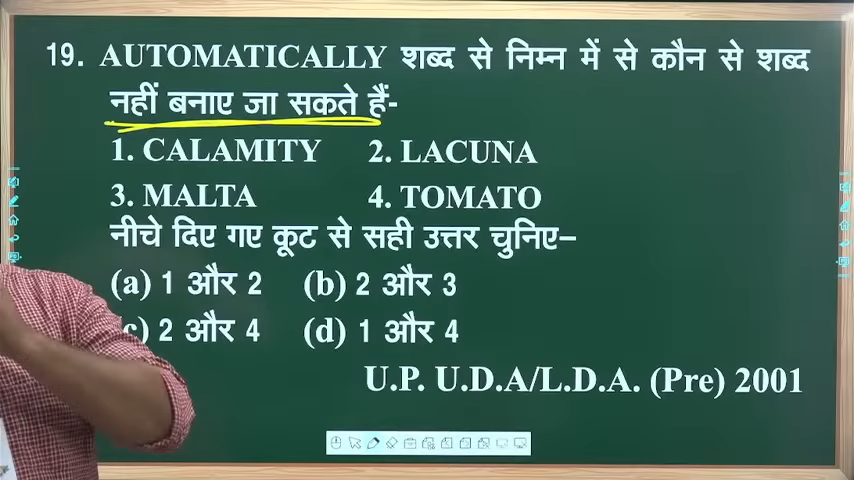 19. AUTOMATICALLY शब्द से निम्न में से कौन से शब्द
नहीं बनाए जा सकते हैं-
1. CALAMITY 2. LACUNA
3. MALTA 4. TOMATO
नीचे दिए गए कूट से सही उत्तर चुनिए–
(a) 1 और 2 (b) 2 और 3
c) 2 और 4 (d) 1 और 4
U.P. U.D.A/L.D.A. (Pre) 2001